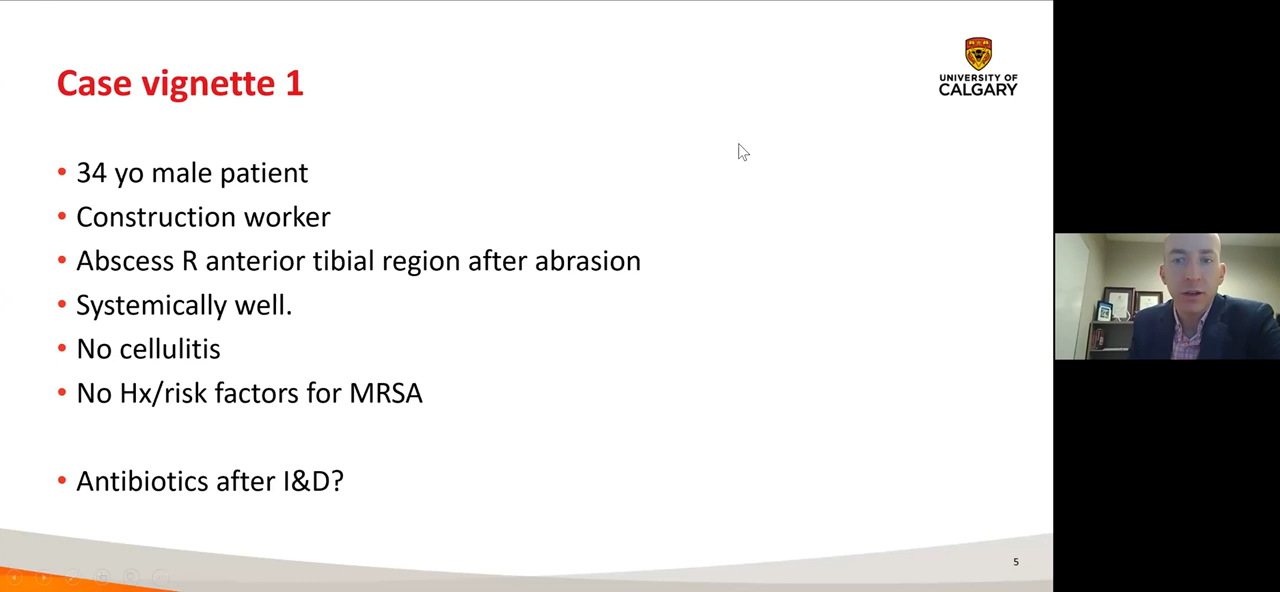 UNIVERSITY OF
CALGARY
Case vignette 1
• 34 yo male patient
• Construction worker
• Abscess R anterior tibial region after abrasion
• Systemically well.
• No cellulitis
• No Hx/risk factors for MRSA
• Antibiotics after I&D?
5